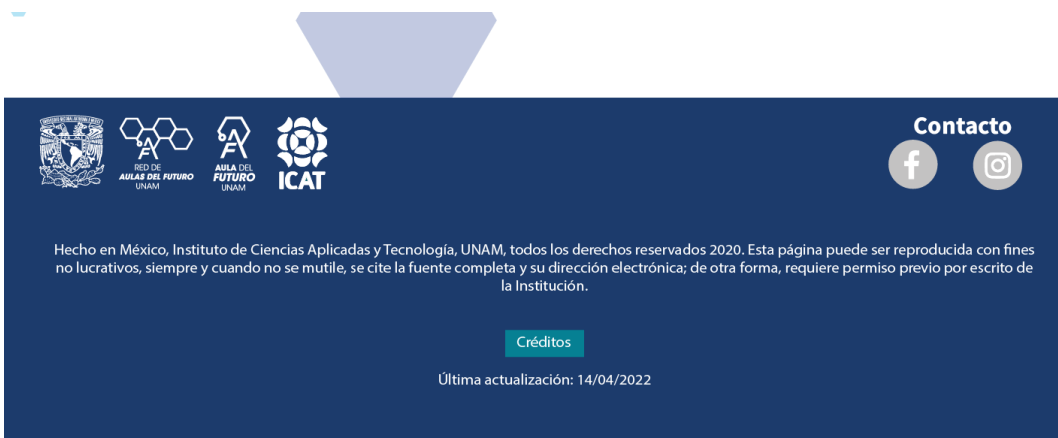 RED DE
AULAS DEL FUTURO
UNAM
AULA DEL
FUTURO
UNAM
ICAT
Contacto
Hecho en México, Instituto de Ciencias Aplicadas y Tecnología, UNAM, todos los derechos reservados 2020. Esta página puede ser reproducida con fines
no lucrativos, siempre y cuando no se mutile, se cite la fuente completa y su dirección electrónica; de otra forma, requiere permiso previo por escrito de
la Institución.
Créditos
Última actualización: 14/04/2022